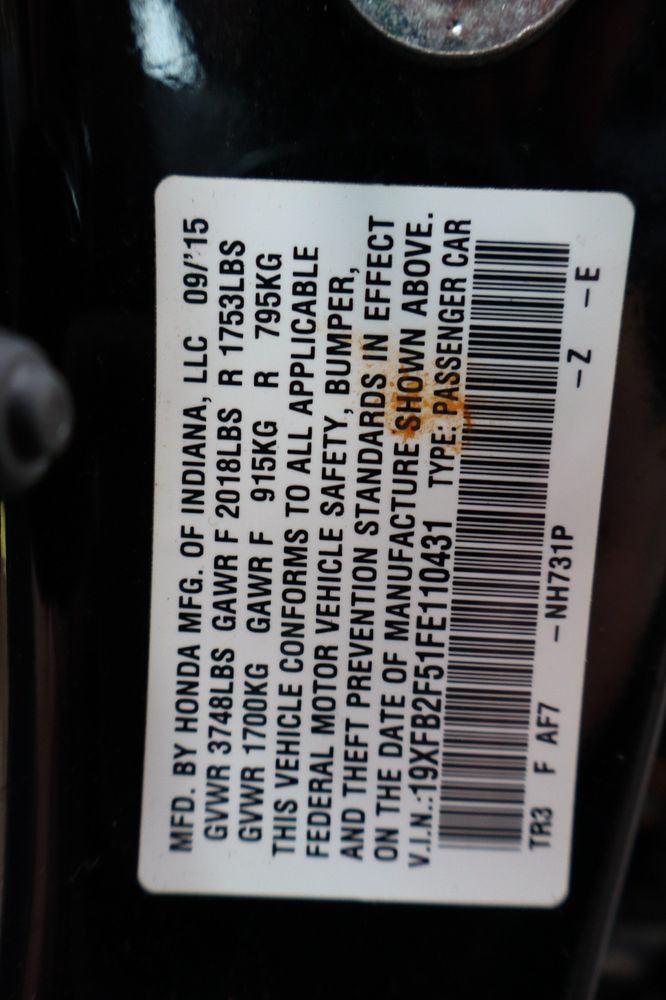 MFD. BY HONDA MFG. OF INDIANA, LLC 09/'15
GVWR 3748LBS GAWR F 2018LBS R 1753LBS
GVWR 1700KG GAWR F 915KG R 795KG
THIS VEHICLE CONFORMS TO ALL APPLICABLE
FEDERAL MOTOR VEHICLE SAFETY, BUMPER,
AND THEFT PREVENTION STANDARDS IN EFFECT
ON THE DATE OF MANUFACTURE SHOWN ABOVE.
V.I.N.:19XFB2F51FE110431 TYPE: PASSENGER CAR
TR3 F AF7 –NH731P –Z –E